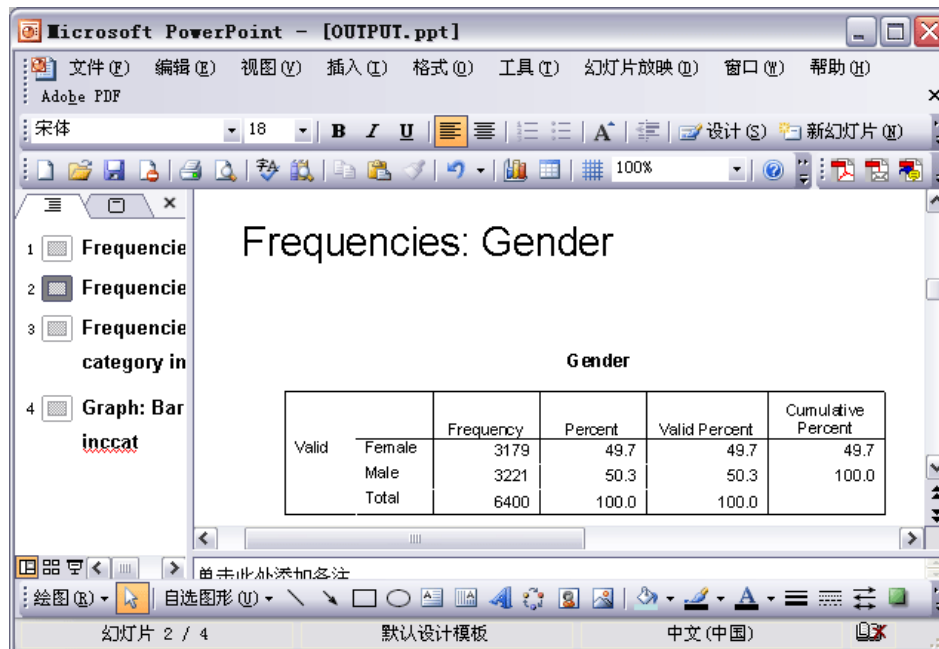 Microsoft PowerPoint - [OUTPUT.ppt]
文件(F) 编辑(E) 视图(V) 插入(I) 格式(O) 工具(T) 幻灯片放映(D) 窗口(W) 帮助(H)
Adobe PDF
宋体 18 B I U A 设计(S) 新幻灯片(N)
100%
1 Frequencie
2 Frequencie
3 Frequencie
category in
4 Graph: Bar
inccat
Frequencies: Gender
Gender
Frequency Percent Valid Percent Cumulative Percent
Valid Female 3179 49.7 49.7 49.7
Male 3221 50.3 50.3 100.0
Total 6400 100.0 100.0
单击此处添加备注
绘图(R) 自选图形(U) A
幻灯片 2 / 4 默认设计模板 中文(中国)